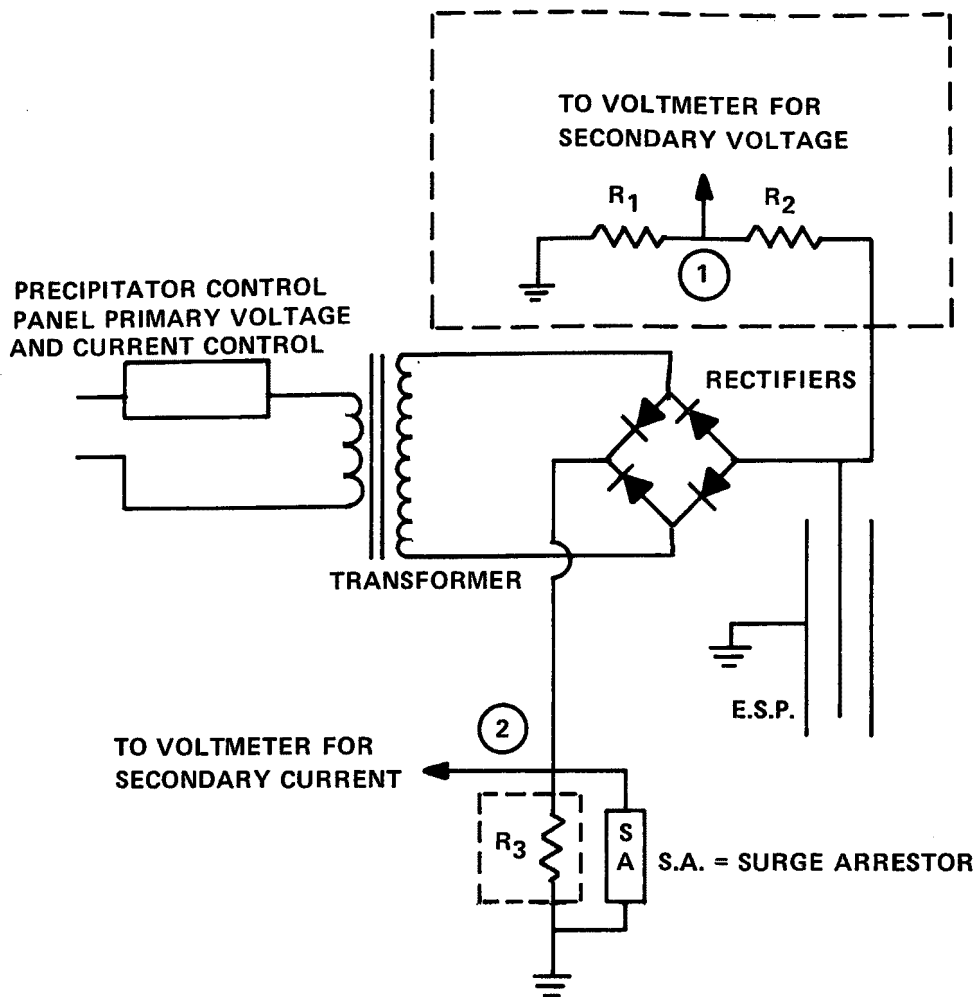 TO VOLTMETER FOR
SECONDARY VOLTAGE
R1
R2
1
PRECIPITATOR CONTROL
PANEL PRIMARY VOLTAGE
AND CURRENT CONTROL
RECTIFIERS
TRANSFORMER
E.S.P.
2
TO VOLTMETER FOR
SECONDARY CURRENT
R3
S
A
S.A. = SURGE ARRESTOR